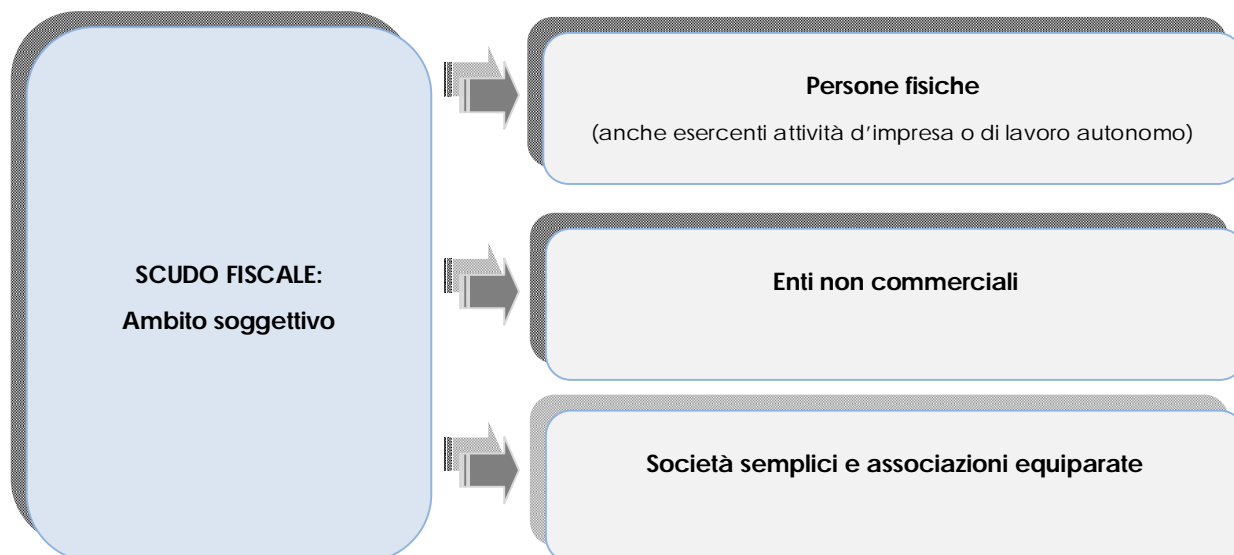 SCUDO FISCALE:
Ambito soggettivo
Persone fisiche
(anche esercenti attività d’impresa o di lavoro autonomo)
Enti non commerciali
Società semplici e associazioni equiparate